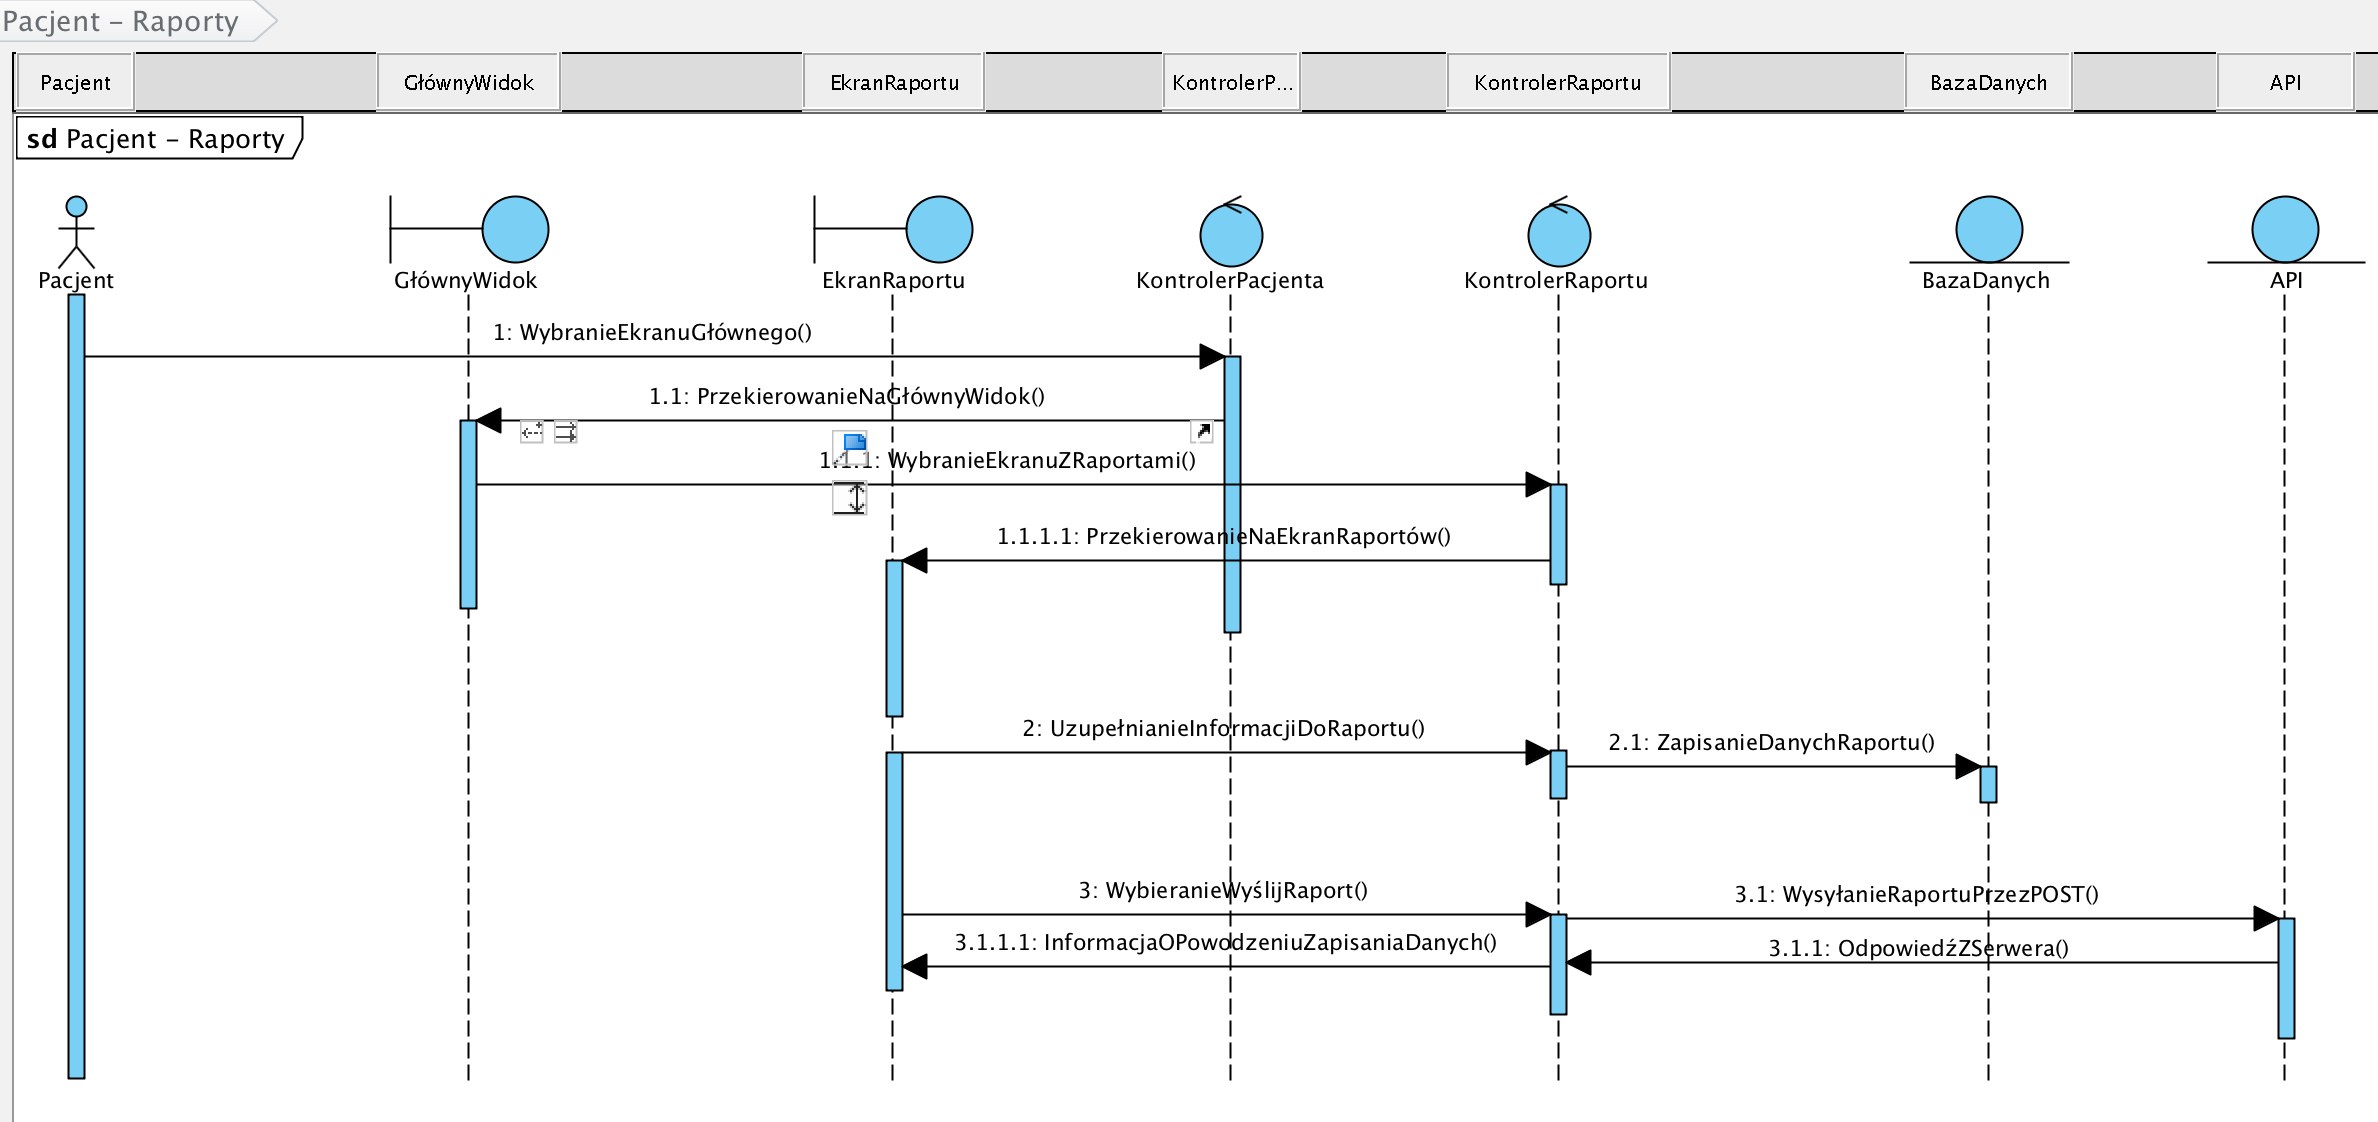 Pacjent – Raporty
Pacjent
GłównyWidok
EkranRaportu
KontrolerP...
KontrolerRaportu
BazaDanych
API
sd Pacjent – Raporty
Pacjent
GłównyWidok
EkranRaportu
KontrolerPacjenta
KontrolerRaportu
BazaDanych
API
1: WybranieEkranuGłównego()
1.1: PrzekierowanieNaGłównyWidok()
1.1.1: WybranieEkranuZRaportami()
1.1.1.1: PrzekierowanieNaEkranRaportów()
2: UzupełnianieInformacjiDoRaportu()
2.1: ZapisanieDanychRaportu()
3: WybieranieWyślijRaport()
3.1: WysyłanieRaportuPrzezPOST()
3.1.1.1: InformacjaOPowodzeniuZapisaniaDanych()
3.1.1: OdpowiedźZSerwera()